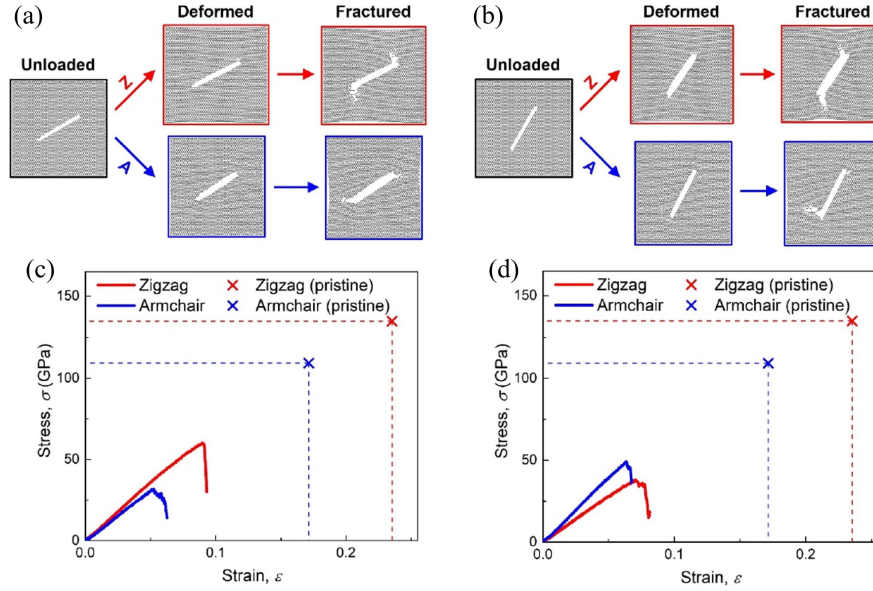 (a)
Deformed
Fractured
Unloaded
Z
A
(b)
Deformed
Fractured
Unloaded
Z
A
(c)
Zigzag
Zigzag (pristine)
Armchair
Armchair (pristine)
150
100
50
0
Stress, σ (GPa)
0.0
0.1
0.2
Strain, ε
(d)
Zigzag
Zigzag (pristine)
Armchair
Armchair (pristine)
150
100
50
0
Stress, σ (GPa)
0.0
0.1
0.2
Strain, ε